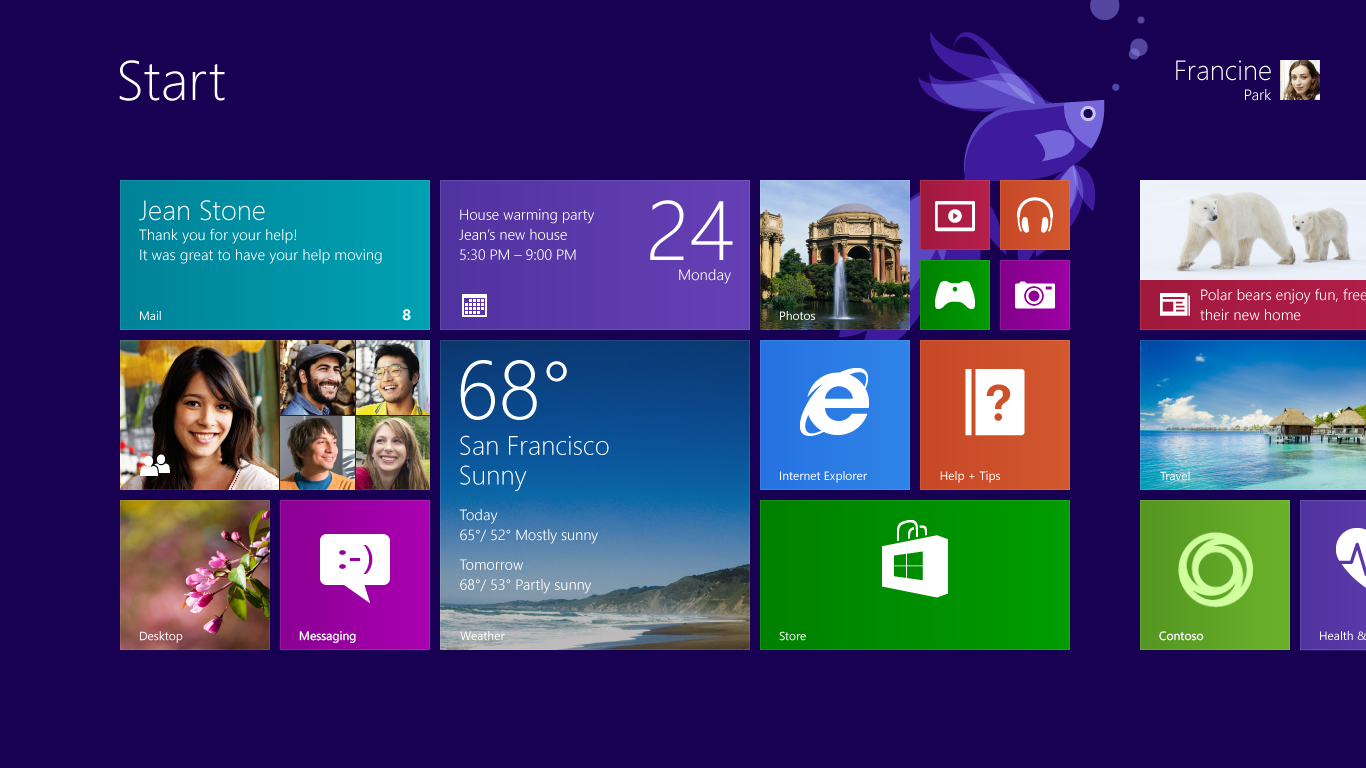 Start
Francine
Park
Jean Stone
Thank you for your help!
It was great to have your help moving
Mail
8
House warming party
Jean's new house
5:30 PM – 9:00 PM
24
Monday
Photos
Polar bears enjoy fun, free
their new home
68°
San Francisco
Sunny
Today
65°/ 52° Mostly sunny
Tomorrow
68°/ 53° Partly sunny
Weather
Internet Explorer
?
Help + Tips
Travel
Desktop
:-)
Messaging
Store
Contoso
Health &